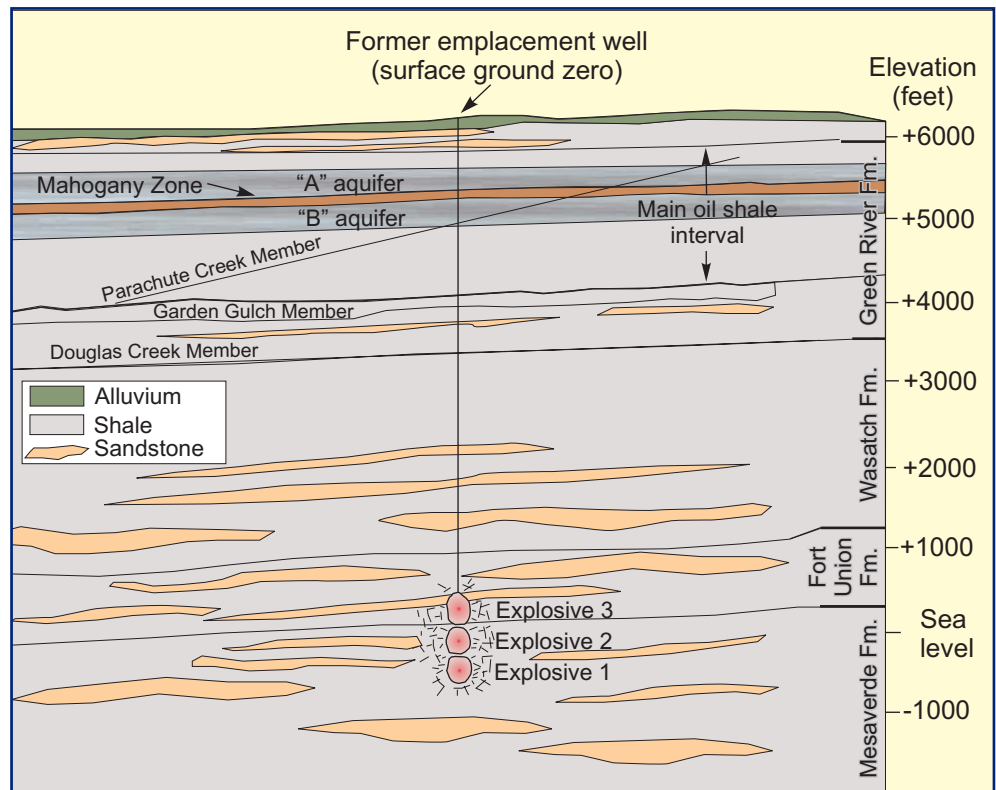 Former emplacement well
(surface ground zero)
Elevation
(feet)
+6000
Mahogany Zone
“A” aquifer
“B” aquifer
+5000
Main oil shale
interval
Parachute Creek Member
Green River Fm.
+4000
Garden Gulch Member
Douglas Creek Member
+3000
Alluvium
Shale
Sandstone
Wasatch Fm.
+2000
+1000
Fort
Union
Fm.
Explosive 3
Explosive 2
Explosive 1
Sea
level
Mesaverde Fm.
-1000